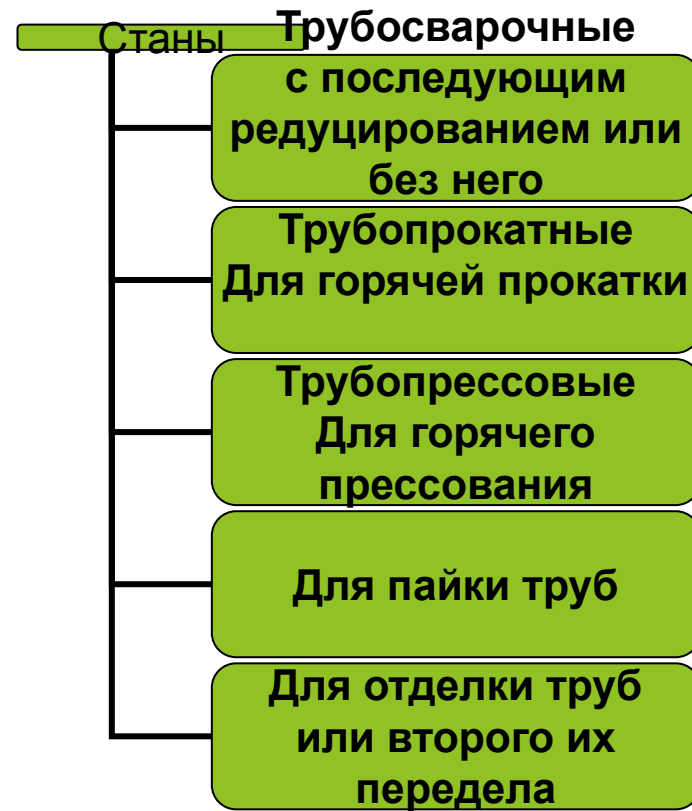 Станы
Трубосварочные
с последующим
редуцированием или
без него
Трубопрокатные
Для горячей прокатки
Трубопрессовые
Для горячего
прессования
Для пайки труб
Для отделки труб
или второго их
передела